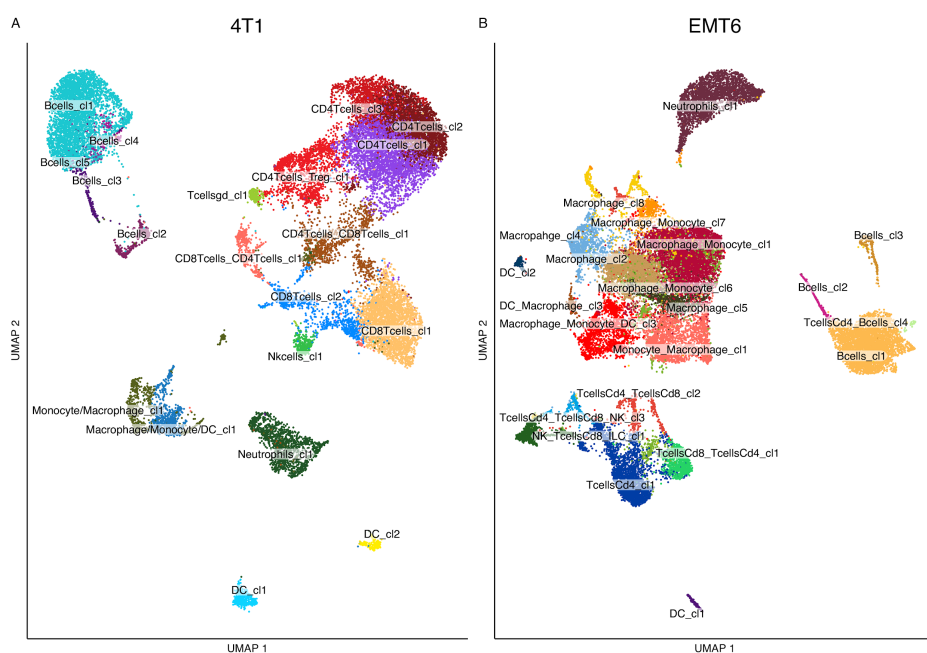 A
4T1
Bcells_cl1
Bcells_cl4
Bcells_cl5
Bcells_cl3
Bcells_cl2
CD4Tcells_cl3
CD4Tcells_cl2
CD4Tcells_cl1
CD4Tcells_Treg_cl1
Tcellsgd_cl1
CD4Tcells_CD8Tcells_cl1
CD8Tcells_CD4Tcells_cl1
CD8Tcells_cl2
CD8Tcells_cl1
Nkcells_cl1
Monocyte/Macrophage_cl1
Macrophage/Monocyte/DC_cl1
Neutrophils_cl1
DC_cl2
DC_cl1
UMAP 2
UMAP 1
B
EMT6
Neutrophils_cl1
Macrophage_cl8
Macrophage_Monocyte_cl7
Macropahge_cl4
Macrophage_Monocyte_cl1
Macrophage_cl2
DC_cl2
Macrophage_Monocyte_cl6
DC_Macrophage_cl3
Macrophage_cl5
Macrophage_Monocyte_DC_cl3
Monocyte_Macrophage_cl1
Bcells_cl3
Bcells_cl2
TcellsCd4_Bcells_cl4
Bcells_cl1
TcellsCd4_TcellsCd8_cl2
TcellsCd4_TcellsCd8_NK_cl3
NK_TcellsCd8_ILC_cl1
TcellsCd8_TcellsCd4_cl1
TcellsCd4_cl1
DC_cl1
UMAP 2
UMAP 1